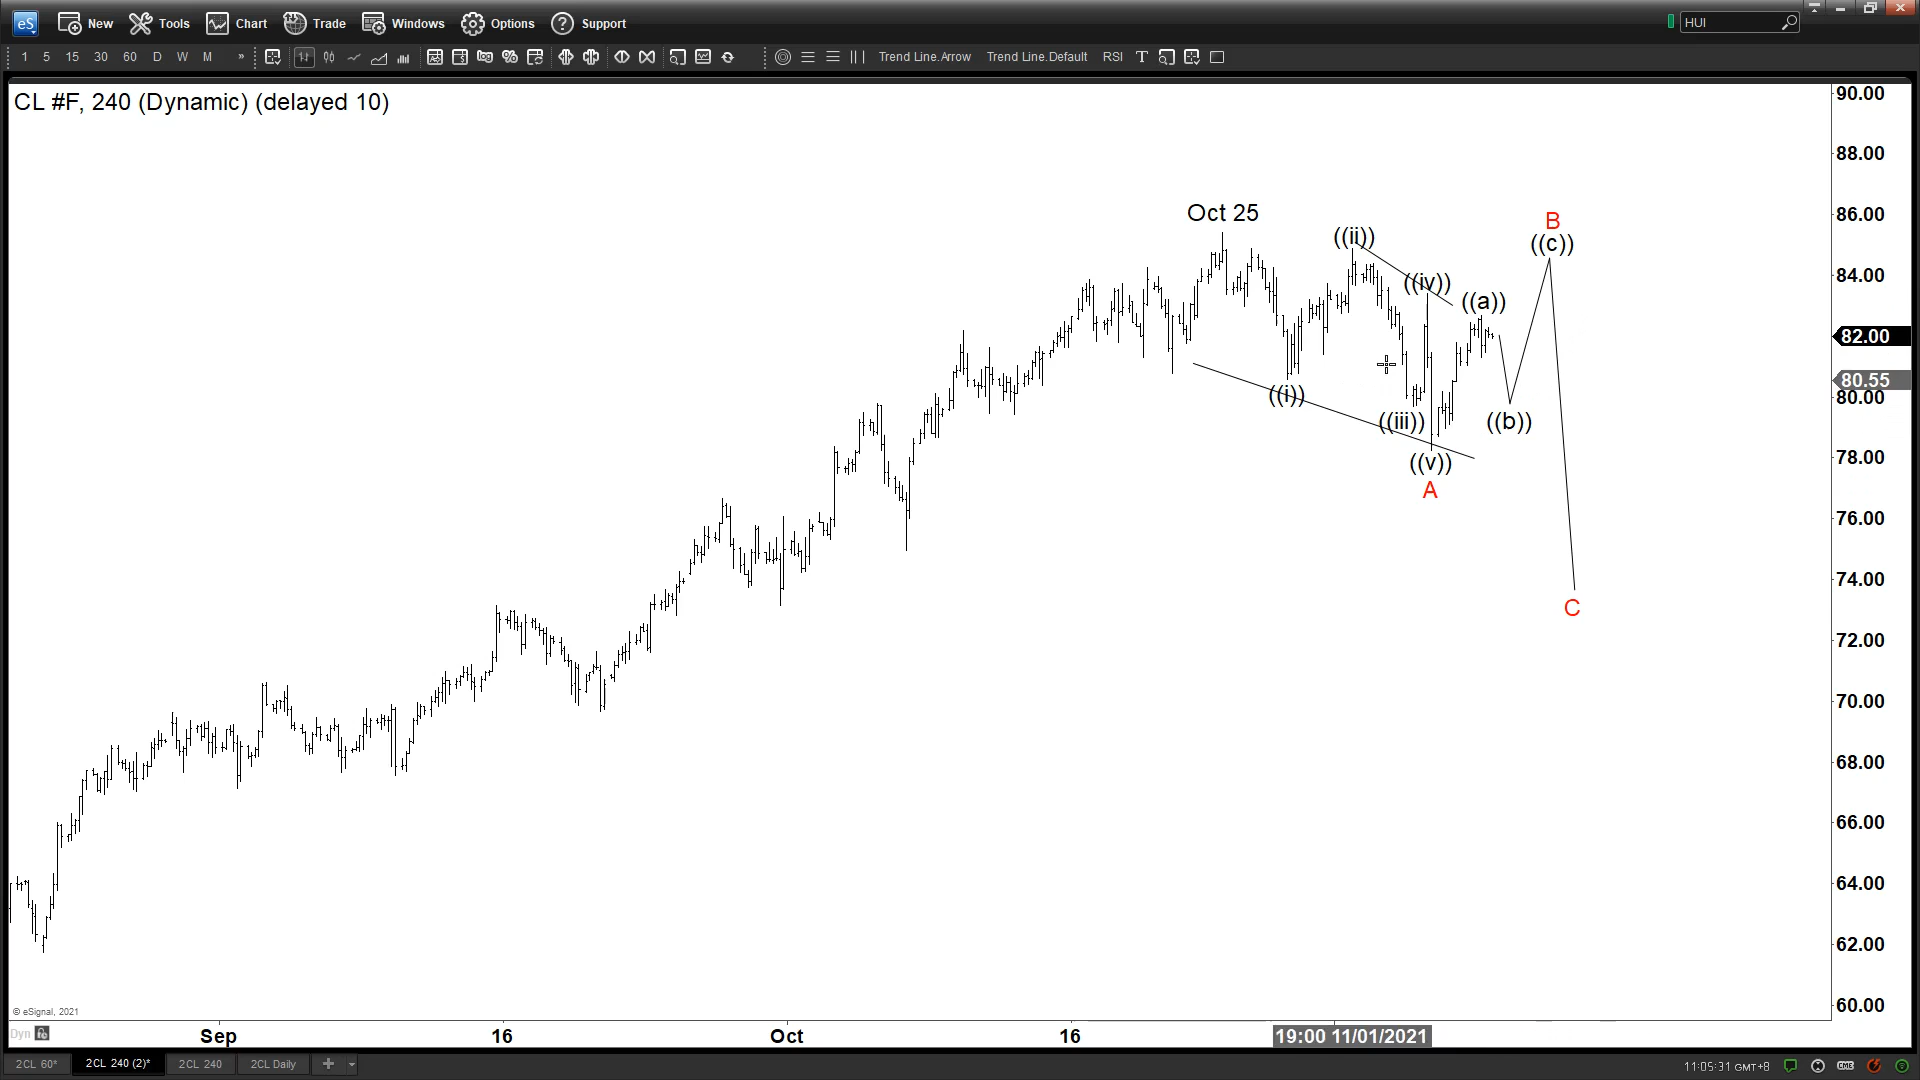 eS New Tools Chart Trade Windows Options Support HUI
1 5 15 30 60 D W M » log % Trend Line.Arrow Trend Line.Default RSI T
CL #F, 240 (Dynamic) (delayed 10)
90.00
88.00
86.00
84.00
82.00
80.55
80.00
78.00
76.00
74.00
72.00
70.00
68.00
66.00
64.00
62.00
60.00
Oct 25
((ii))
B
((c))
((iv))
((a))
((i))
((iii))
((b))
((v))
A
C
© eSignal, 2021
Dyn
Sep 16 Oct 16 19:00 11/01/2021
2CL 60* 2CL 240 (2)* 2CL 240 2CL Daily + 11:05:31 GMT+8 CME